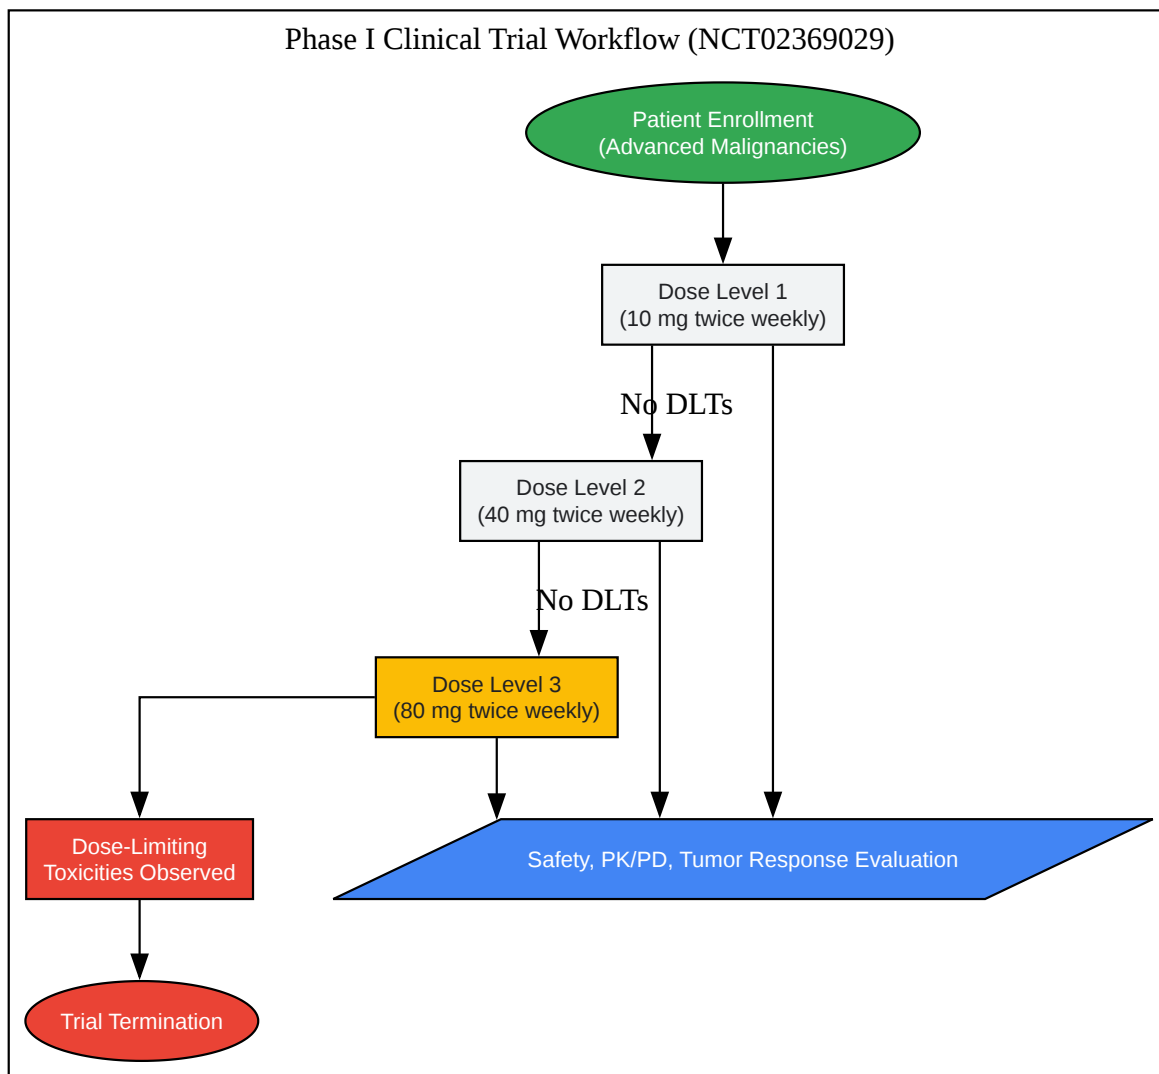 Phase I Clinical Trial Workflow (NCT02369029)
Patient Enrollment
(Advanced Malignancies)
Dose Level 1
(10 mg twice weekly)
No DLTs
Dose Level 2
(40 mg twice weekly)
No DLTs
Dose Level 3
(80 mg twice weekly)
Dose-Limiting
Toxicities Observed
Safety, PK/PD, Tumor Response Evaluation
Trial Termination